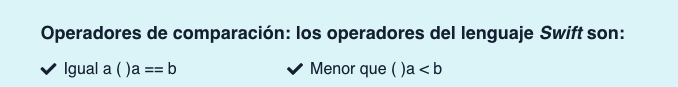 Operadores de comparación: los operadores del lenguaje Swift son:
Igual a ( )a == b Menor que ( )a < b